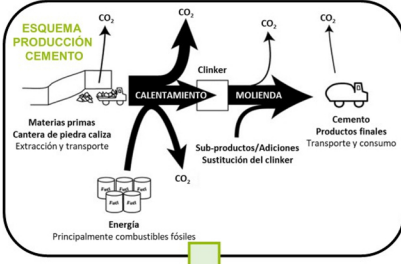 ESQUEMA
PRODUCCIÓN
CEMENTO
CO2
CO2
CO2
CO2
Clinker
CALENTAMIENTO
MOLIENDA
Materias primas
Cantera de piedra caliza
Extracción y transporte
Cemento
Productos finales
Transporte y consumo
Sub-productos/Adiciones
Sustitución del clinker
CO2
Fuel
Fuel
Fuel
Fuel
Fuel
Energía
Principalmente combustibles fósiles